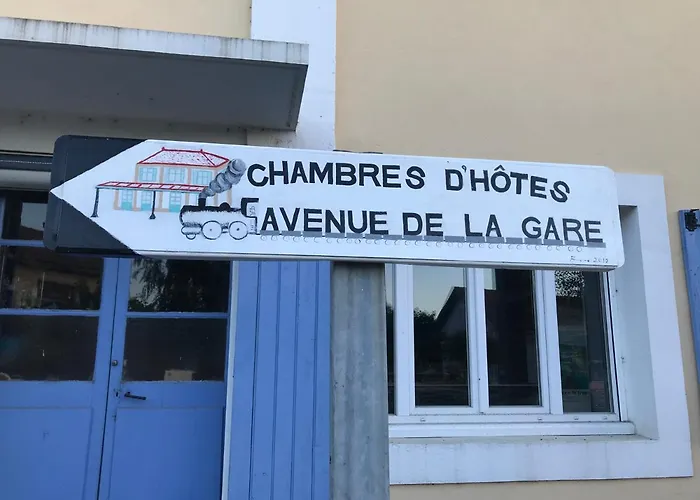 CHAMBRES D'HÔTES
AVENUE DE LA GARE